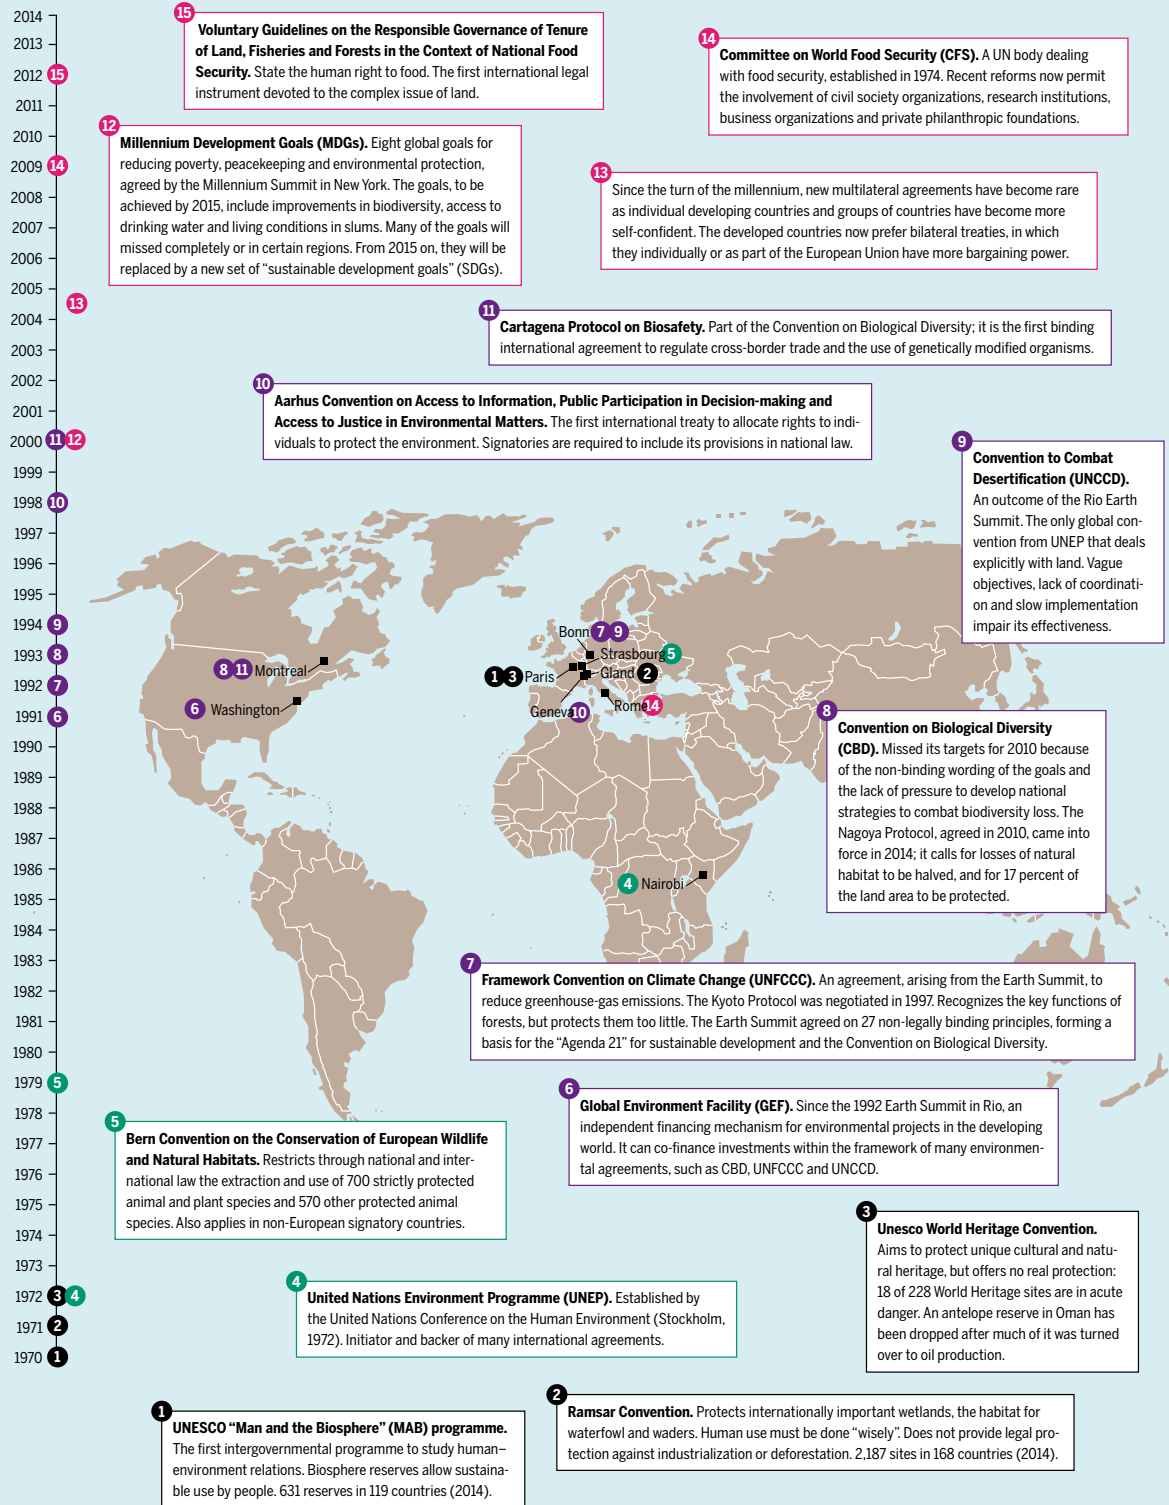 2014
2013
2012
2011
2010
2009
2008
2007
2006
2005
2004
2003
2002
2001
2000
1999
1998
1997
1996
1995
1994
1993
1992
1991
1990
1989
1988
1987
1986
1985
1984
1983
1982
1981
1980
1979
1978
1977
1976
1975
1974
1973
1972
1971
1970
15
14
13
11
12
10
9
8
7
6
5
3
4
2
1
15
Voluntary Guidelines on the Responsible Governance of Tenure
of Land, Fisheries and Forests in the Context of National Food
Security. State the human right to food. The first international legal
instrument devoted to the complex issue of land.
14
Committee on World Food Security (CFS). A UN body dealing
with food security, established in 1974. Recent reforms now permit
the involvement of civil society organizations, research institutions,
business organizations and private philanthropic foundations.
12
Millennium Development Goals (MDGs). Eight global goals for
reducing poverty, peacekeeping and environmental protection,
agreed by the Millennium Summit in New York. The goals, to be
achieved by 2015, include improvements in biodiversity, access to
drinking water and living conditions in slums. Many of the goals will
missed completely or in certain regions. From 2015 on, they will be
replaced by a new set of “sustainable development goals” (SDGs).
13
Since the turn of the millennium, new multilateral agreements have become rare
as individual developing countries and groups of countries have become more
self-confident. The developed countries now prefer bilateral treaties, in which
they individually or as part of the European Union have more bargaining power.
11
Cartagena Protocol on Biosafety. Part of the Convention on Biological Diversity; it is the first binding
international agreement to regulate cross-border trade and the use of genetically modified organisms.
10
Aarhus Convention on Access to Information, Public Participation in Decision-making and
Access to Justice in Environmental Matters. The first international treaty to allocate rights to indi-
viduals to protect the environment. Signatories are required to include its provisions in national law.
9
Convention to Combat
Desertification (UNCCD).
An outcome of the Rio Earth
Summit. The only global con-
vention from UNEP that deals
explicitly with land. Vague
objectives, lack of coordinati-
on and slow implementation
impair its effectiveness.
Bonn 7 9
Strasbourg 5
8 11 Montreal
1 3 Paris
Gland 2
6 Washington
Geneva 10
Rome 14
4 Nairobi
8
Convention on Biological Diversity
(CBD). Missed its targets for 2010 because
of the non-binding wording of the goals and
the lack of pressure to develop national
strategies to combat biodiversity loss. The
Nagoya Protocol, agreed in 2010, came into
force in 2014; it calls for losses of natural
habitat to be halved, and for 17 percent of
the land area to be protected.
7
Framework Convention on Climate Change (UNFCCC). An agreement, arising from the Earth Summit, to
reduce greenhouse-gas emissions. The Kyoto Protocol was negotiated in 1997. Recognizes the key functions of
forests, but protects them too little. The Earth Summit agreed on 27 non-legally binding principles, forming a
basis for the “Agenda 21” for sustainable development and the Convention on Biological Diversity.
6
Global Environment Facility (GEF). Since the 1992 Earth Summit in Rio, an
independent financing mechanism for environmental projects in the developing
world. It can co-finance investments within the framework of many environmen-
tal agreements, such as CBD, UNFCCC and UNCCD.
5
Bern Convention on the Conservation of European Wildlife
and Natural Habitats. Restricts through national and inter-
national law the extraction and use of 700 strictly protected
animal and plant species and 570 other protected animal
species. Also applies in non-European signatory countries.
3
Unesco World Heritage Convention.
Aims to protect unique cultural and natu-
ral heritage, but offers no real protection:
18 of 228 World Heritage sites are in acute
danger. An antelope reserve in Oman has
been dropped after much of it was turned
over to oil production.
4
United Nations Environment Programme (UNEP). Established by
the United Nations Conference on the Human Environment (Stockholm,
1972). Initiator and backer of many international agreements.
2
Ramsar Convention. Protects internationally important wetlands, the habitat for
waterfowl and waders. Human use must be done “wisely”. Does not provide legal pro-
tection against industrialization or deforestation. 2,187 sites in 168 countries (2014).
1
UNESCO “Man and the Biosphere” (MAB) programme.
The first intergovernmental programme to study human–
environment relations. Biosphere reserves allow sustaina-
ble use by people. 631 reserves in 119 countries (2014).